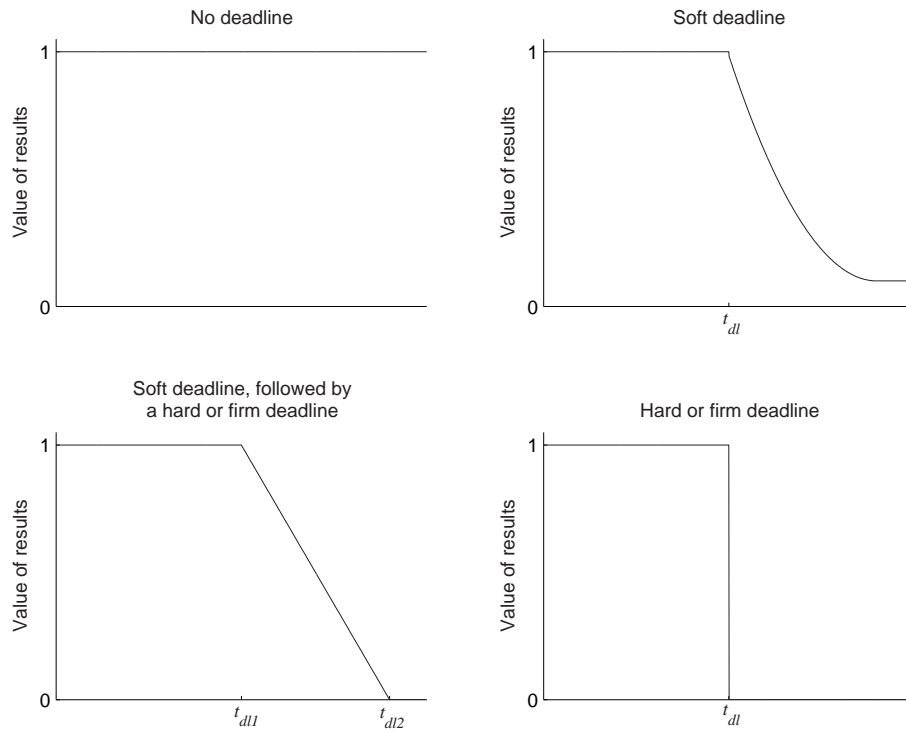 No deadline
1
Value of results
0
Soft deadline
1
Value of results
0
t_dl
Soft deadline, followed by
a hard or firm deadline
1
Value of results
0
t_dl1
t_dl2
Hard or firm deadline
1
Value of results
0
t_dl